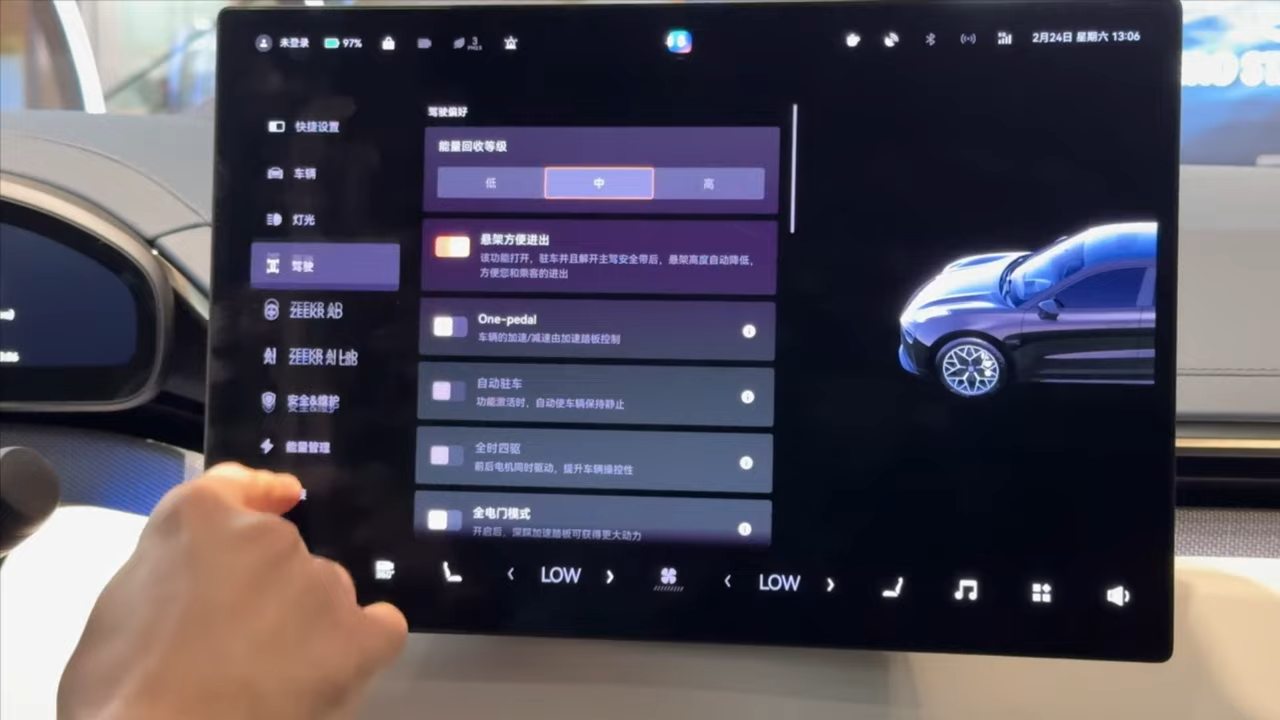 未登录
97%
3
PM2.5
2月24日 星期六 13:06
快捷设置
车辆
灯光
驾驶
ZEEKR AD
ZEEKR AI Lab
安全&维护
能量管理
驾驶偏好
能量回收等级
低
中
高
悬架方便进出
该功能打开，驻车并且解开主驾安全带后，悬架高度自动降低，
方便您和乘客的进出
One-pedal
车辆的加速/减速由加速踏板控制
自动驻车
功能激活时，自动使车辆保持静止
全时四驱
前后电机同时驱动，提升车辆操控性
全电门模式
开启后，深踩加速踏板可获得更大动力
LOW
LOW